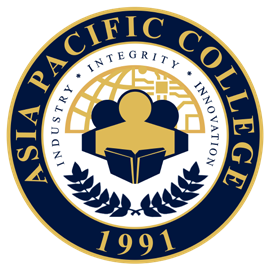 ASIA PACIFIC COLLEGE
INDUSTRY · INTEGRITY · INNOVATION
1991